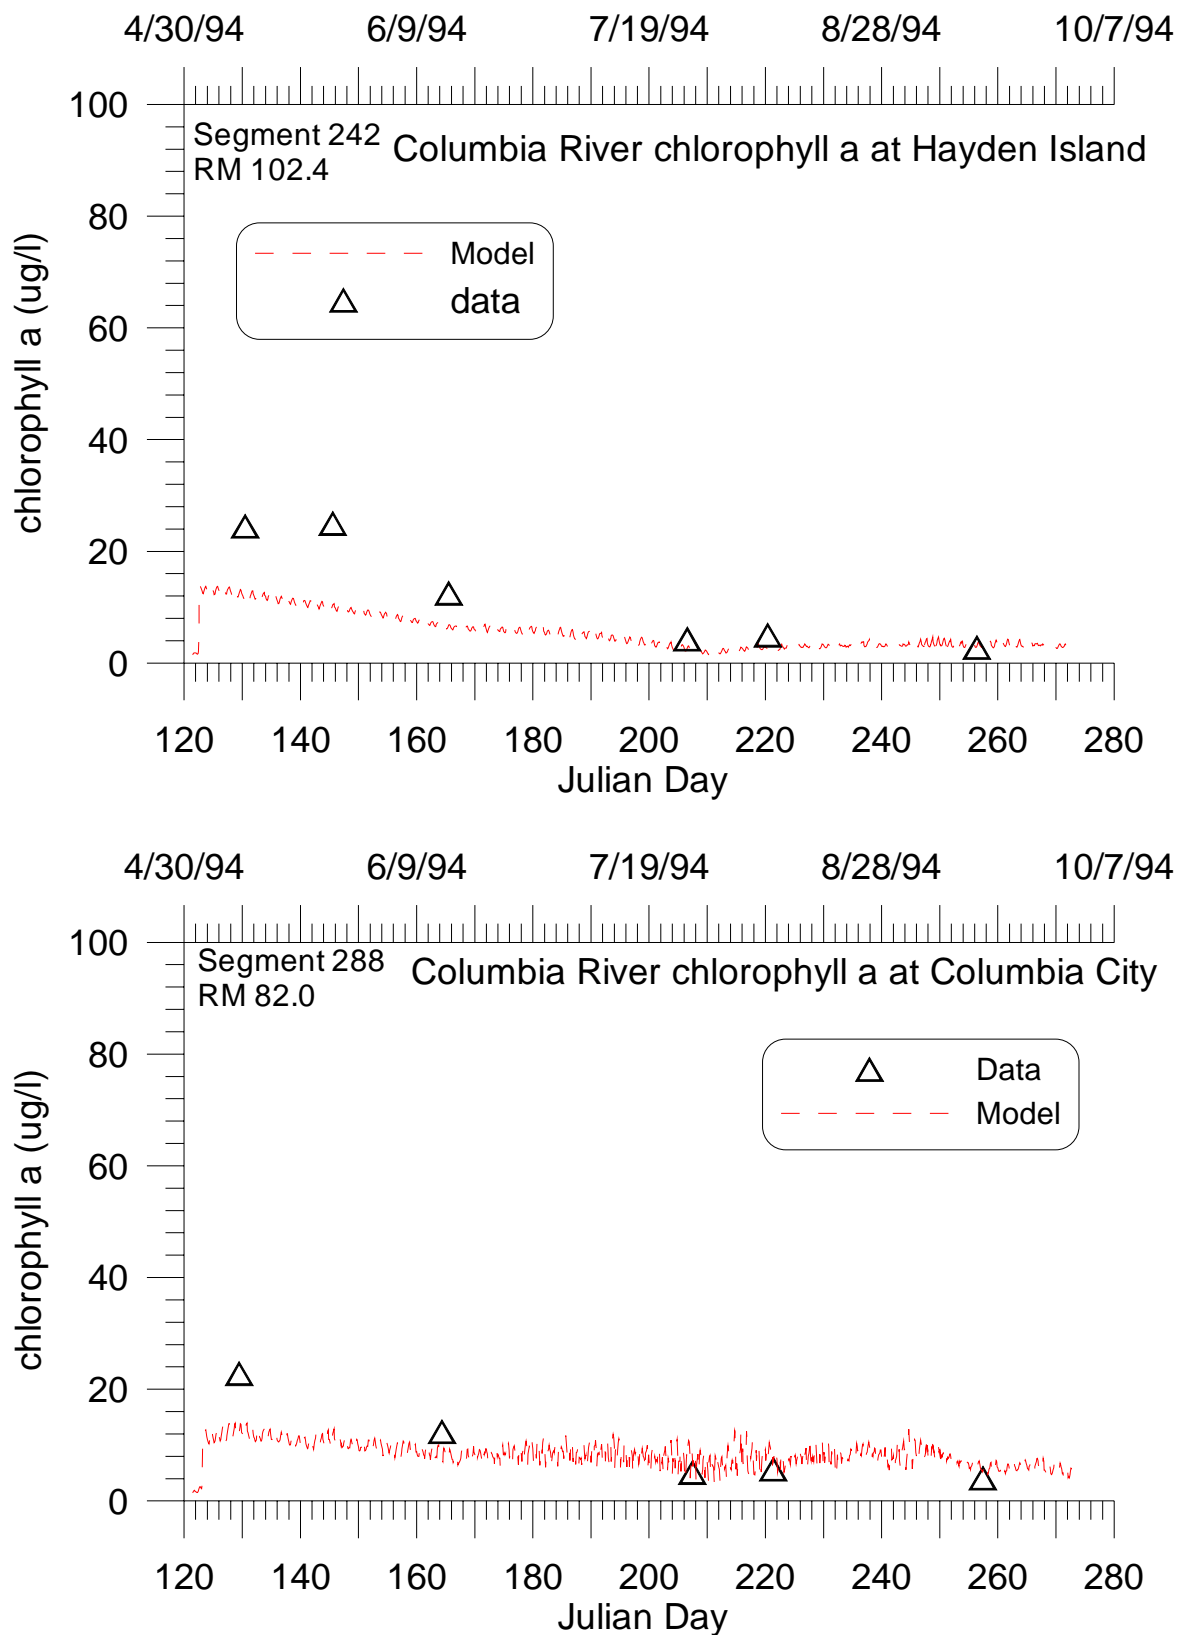 4/30/94 6/9/94 7/19/94 8/28/94 10/7/94
100
Segment 242
RM 102.4
Columbia River chlorophyll a at Hayden Island
80
Model
data
60
chlorophyll a (ug/l)
40
20
0
120 140 160 180 200 220 240 260 280
Julian Day
4/30/94 6/9/94 7/19/94 8/28/94 10/7/94
100
Segment 288
RM 82.0
Columbia River chlorophyll a at Columbia City
80
Data
Model
60
chlorophyll a (ug/l)
40
20
0
120 140 160 180 200 220 240 260 280
Julian Day